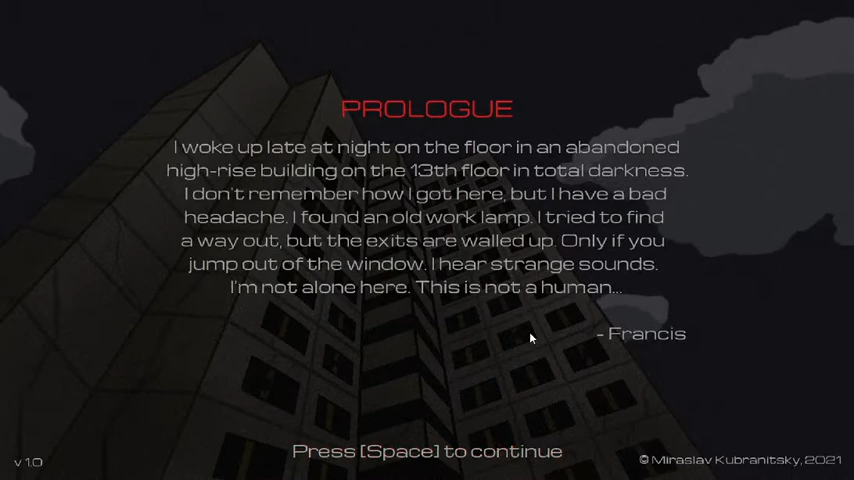 PROLOGUE
I woke up late at night on the floor in an abandoned
high-rise building on the 13th floor in total darkness.
I don't remember how I got here, but I have a bad
headache. I found an old work lamp. I tried to find
a way out, but the exits are walled up. Only if you
jump out of the window. I hear strange sounds.
I'm not alone here. This is not a human...
- Francis
Press [Space] to continue
v 1.0
© Miraslav Kubranitsky, 2021